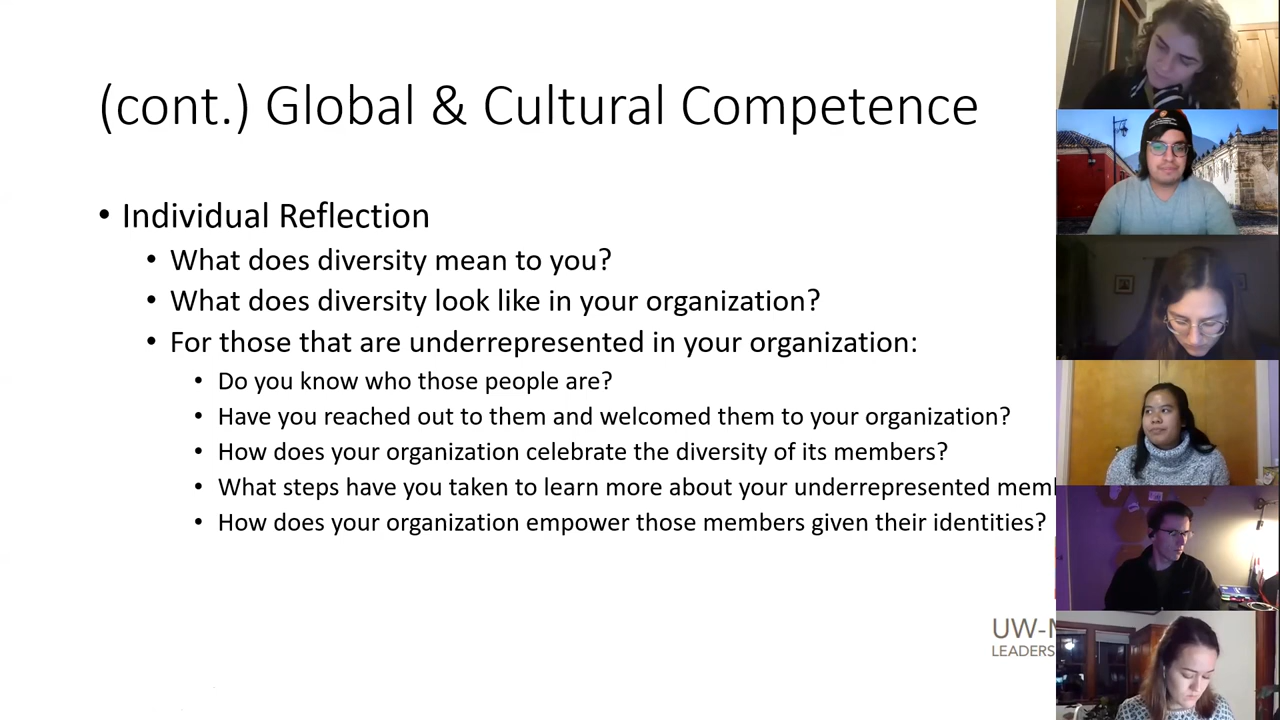 (cont.) Global & Cultural Competence
• Individual Reflection
• What does diversity mean to you?
• What does diversity look like in your organization?
• For those that are underrepresented in your organization:
• Do you know who those people are?
• Have you reached out to them and welcomed them to your organization?
• How does your organization celebrate the diversity of its members?
• What steps have you taken to learn more about your underrepresented
• How does your organization empower those members given their identities?
UW-
LEADERS